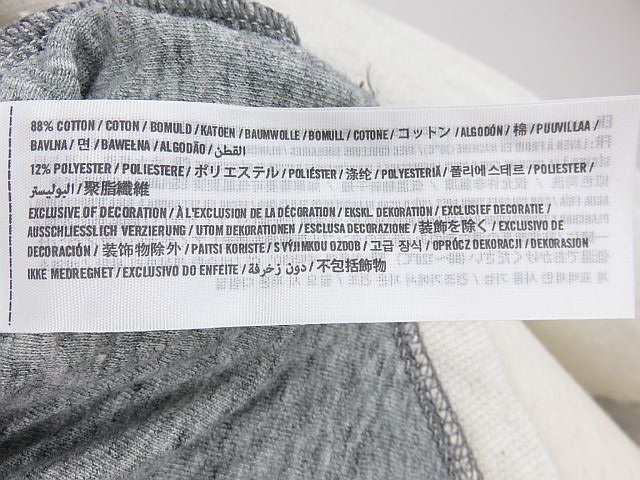 88% COTTON / COTON / BOMULD / KATOEN / BAUMWOLLE / BOMULL / COTONE / コットン / ALGODÓN / 棉 / PUUVILLAA /
BAVLNA / 면 / BAWEŁNA / ALGODÃO / القطن /
12% POLYESTER / POLIESTERE / ポリエステル / POLIÉSTER / 涤纶 / POLYESTERIÄ / 폴리에스테르 / POLIESTER /
البوليستر / 聚脂纖維
EXCLUSIVE OF DECORATION / À L'EXCLUSION DE LA DÉCORATION / EKSKL. DEKORATION / EXCLUSIEF DECORATIE /
AUSSCHLIESSLICH VERZIERUNG / UTOM DEKORATIONEN / ESCLUSA DECORAZIONE / 装飾を除く / EXCLUSIVO DE
DECORACIÓN / 装饰物除外 / PAITSI KORISTE / S VÝJIMKOU OZDOB / 고급 장식 / OPRÓCZ DEKORACJI / DEKORASJON
IKKE MEDREGNET / EXCLUSIVO DO ENFEITE / دون زخرفة / 不包括飾物